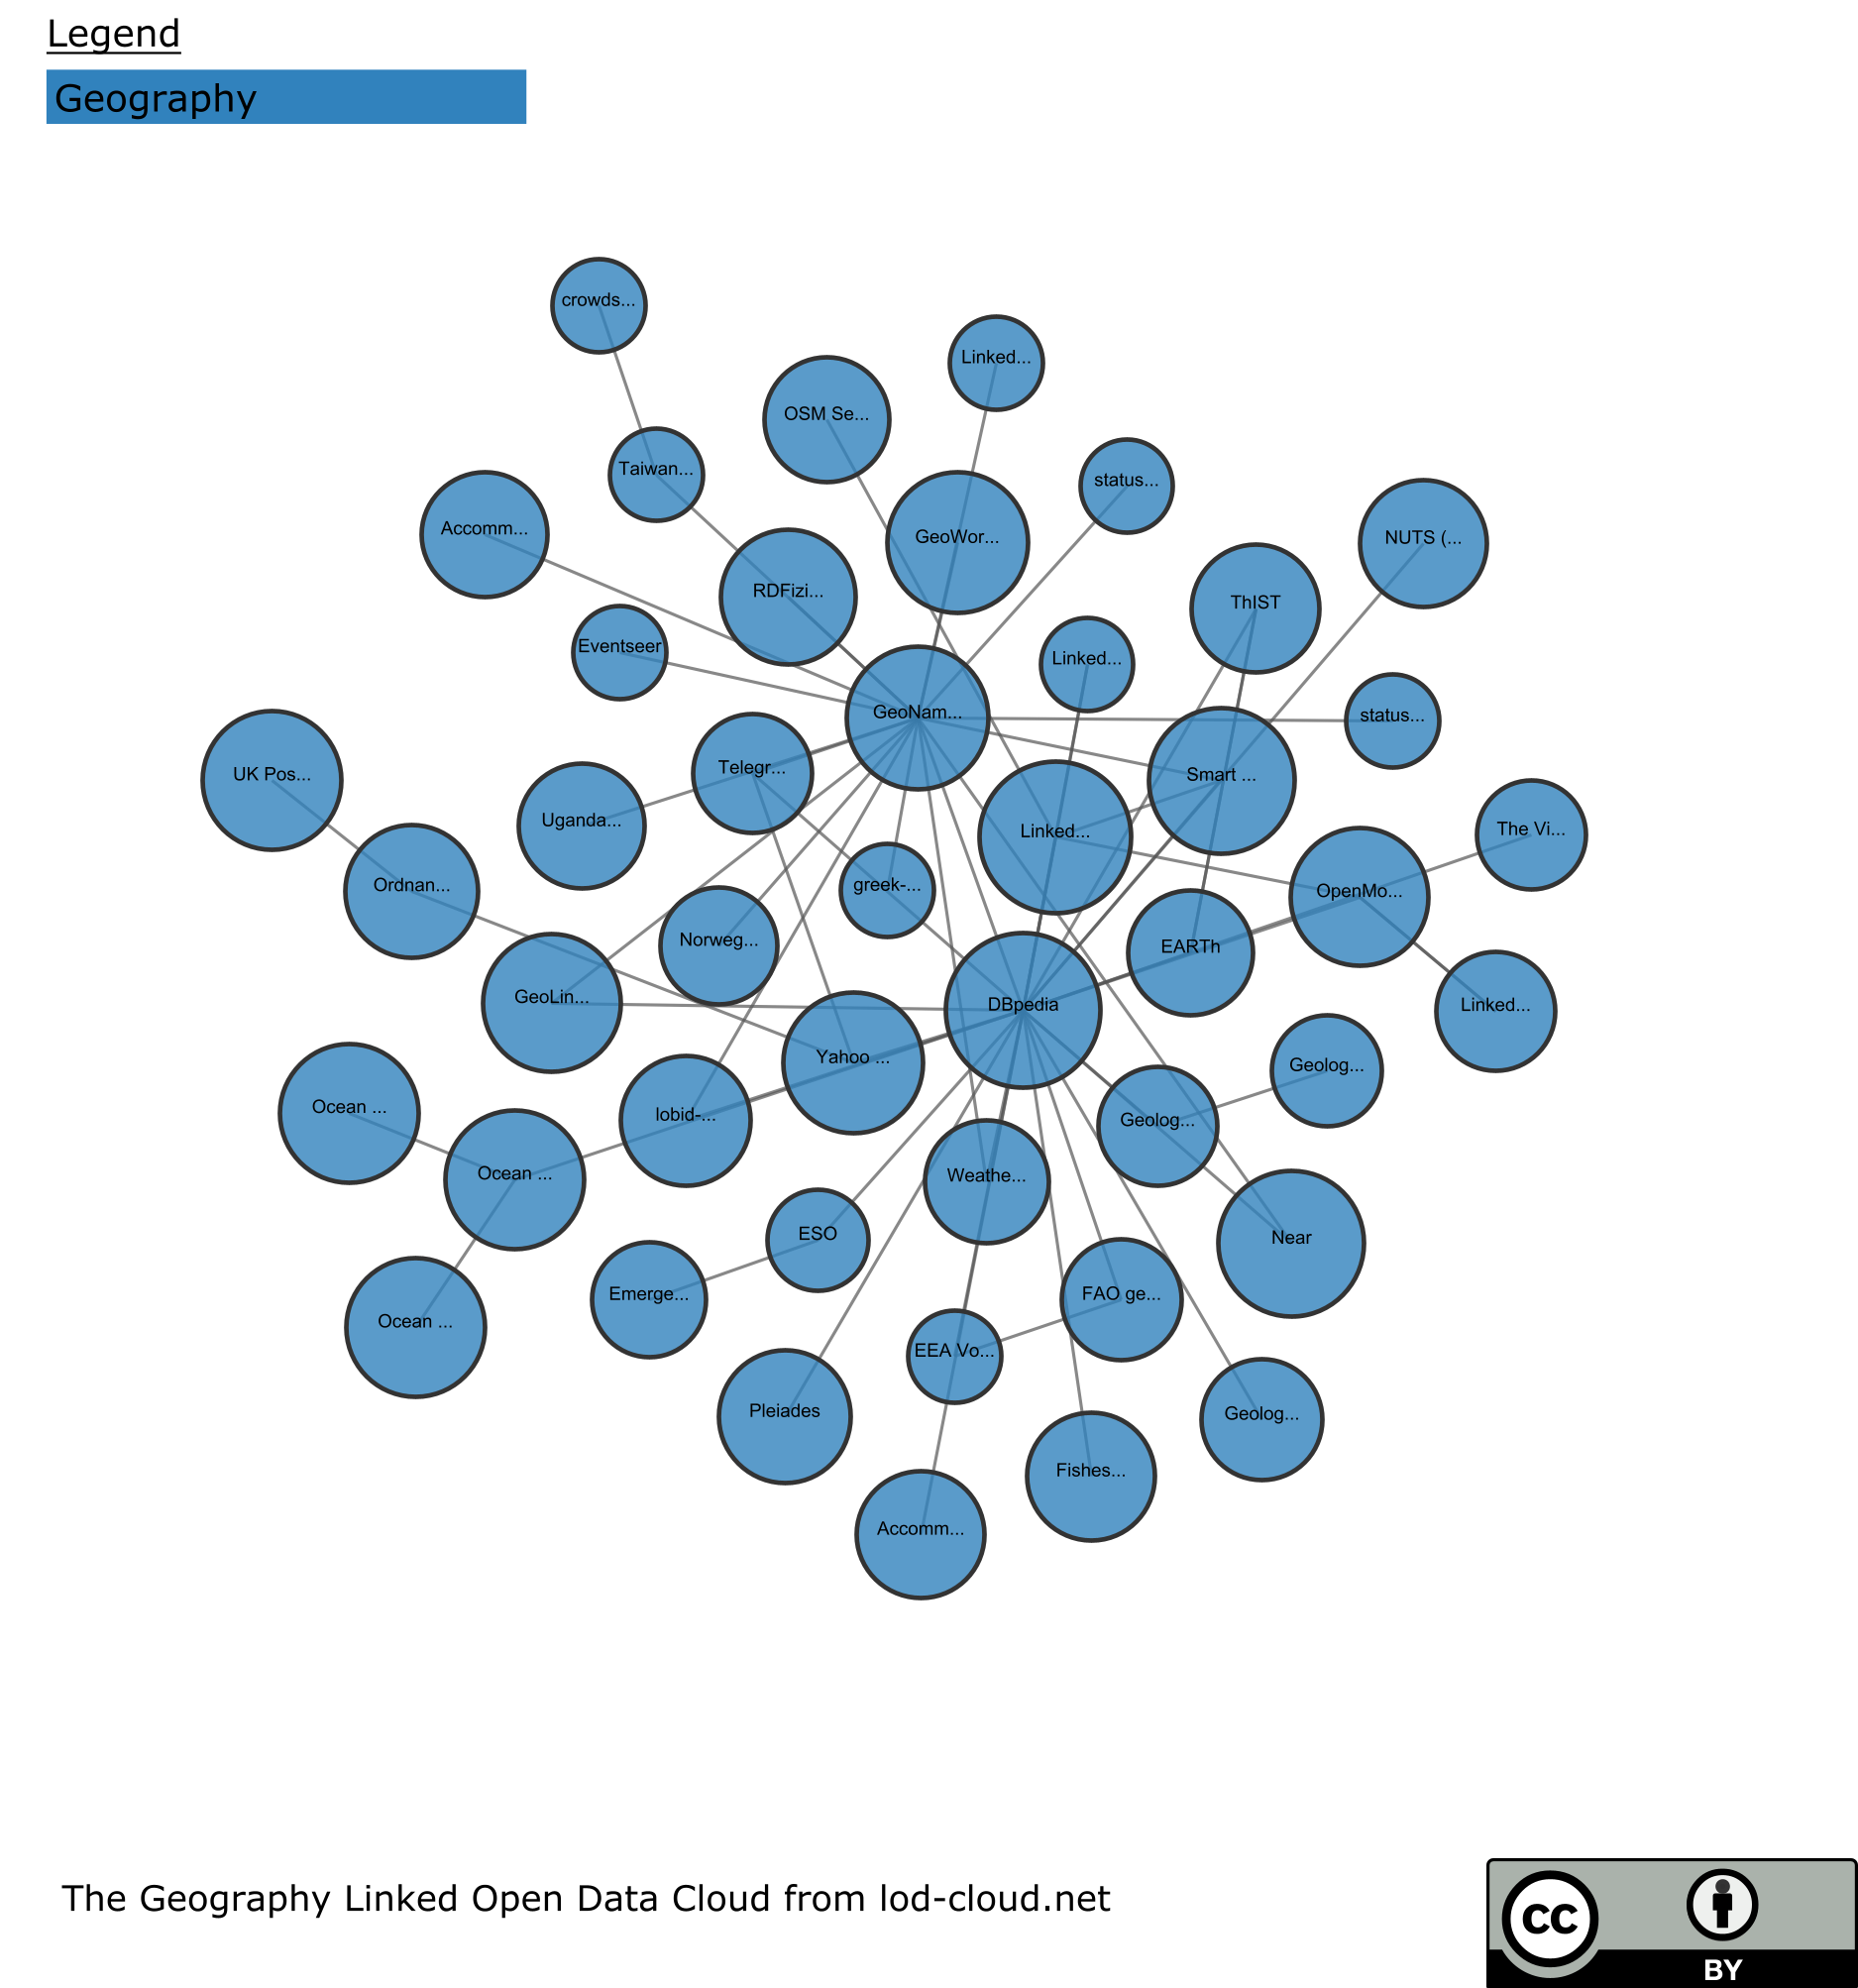 Legend
Geography
crowds...
Linked...
OSM Se...
Taiwan...
status...
Accomm...
GeoWor...
NUTS (...
RDFizi...
ThIST
Eventseer
Linked...
GeoNam...
status...
Telegr...
UK Pos...
Smart ...
Uganda...
Linked...
The Vi...
Ordnan...
greek-...
OpenMo...
Norweg...
EARTh
GeoLin...
DBpedia
Linked...
Yahoo ...
Geolog...
Ocean ...
lobid-...
Geolog...
Ocean ...
Weathe...
ESO
Near
Emerge...
FAO ge...
Ocean ...
EEA Vo...
Pleiades
Geolog...
Fishes...
Accomm...
The Geography Linked Open Data Cloud from lod-cloud.net
cc
BY